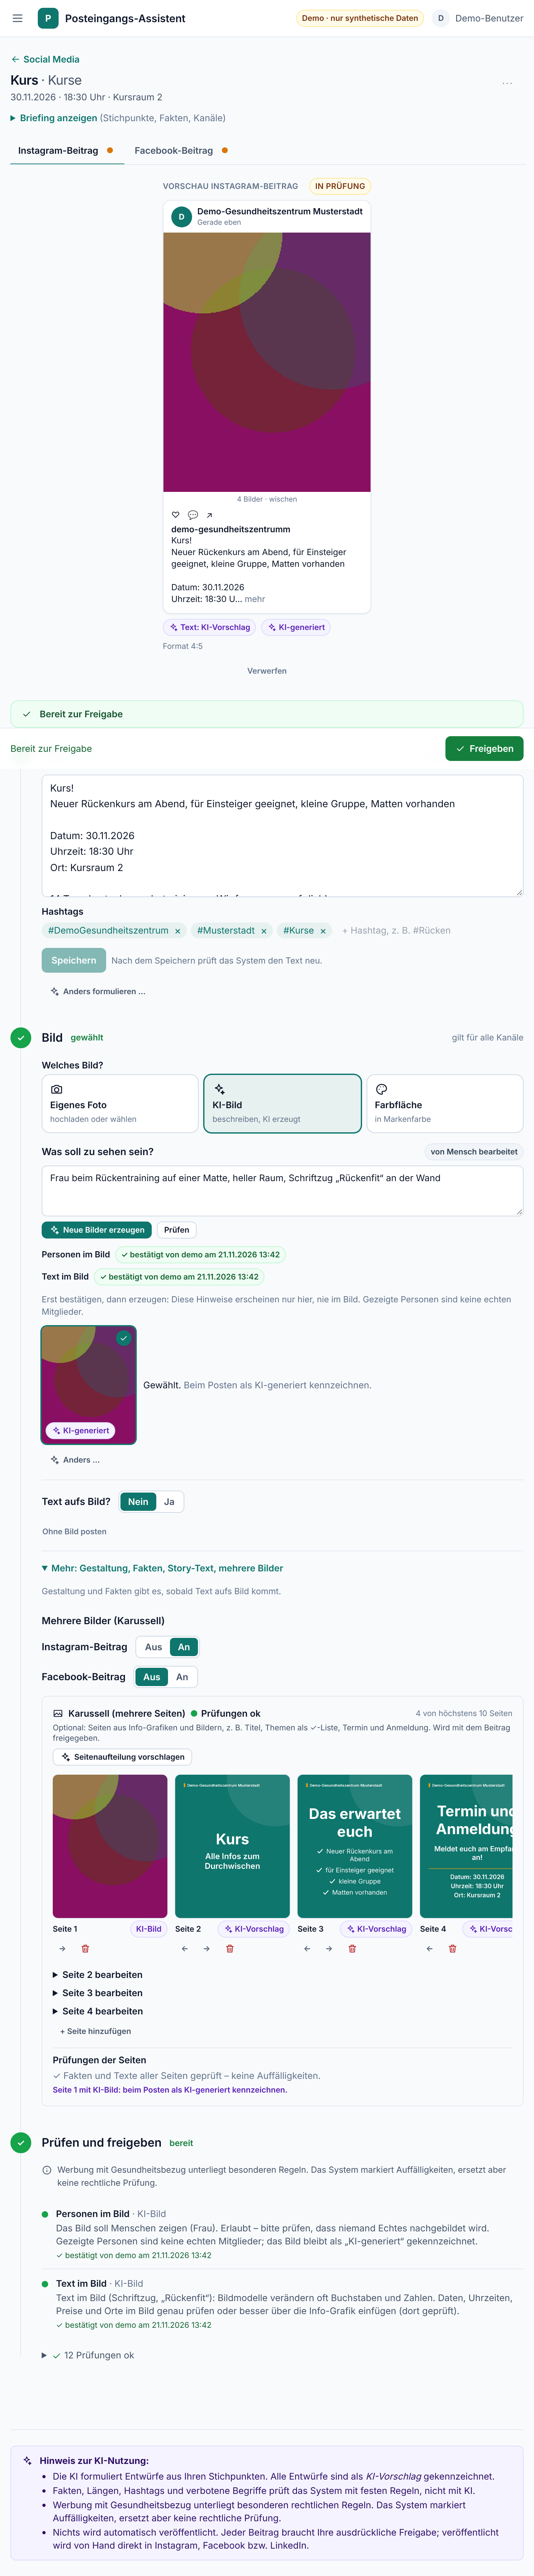 P Posteingangs-Assistent
Demo · nur synthetische Daten
D Demo-Benutzer
← Social Media
Kurs · Kurse
30.11.2026 · 18:30 Uhr · Kursraum 2
...
Briefing anzeigen (Stichpunkte, Fakten, Kanäle)
Instagram-Beitrag
Facebook-Beitrag
VORSCHAU INSTAGRAM-BEITRAG
IN PRÜFUNG
D Demo-Gesundheitszentrum Musterstadt
Gerade eben
4 Bilder · wischen
demo-gesundheitszentrumm
Kurs!
Neuer Rückenkurs am Abend, für Einsteiger
geeignet, kleine Gruppe, Matten vorhanden
Datum: 30.11.2026
Uhrzeit: 18:30 U... mehr
Text: KI-Vorschlag
KI-generiert
Format 4:5
Verwerfen
✓ Bereit zur Freigabe
Bereit zur Freigabe
✓ Freigeben
Kurs!
Neuer Rückenkurs am Abend, für Einsteiger geeignet, kleine Gruppe, Matten vorhanden
Datum: 30.11.2026
Uhrzeit: 18:30 Uhr
Ort: Kursraum 2
Hashtags
#DemoGesundheitszentrum ×
#Musterstadt ×
#Kurse ×
+ Hashtag, z. B. #Rücken
Speichern
Nach dem Speichern prüft das System den Text neu.
Anders formulieren ...
Bild gewählt
gilt für alle Kanäle
Welches Bild?
Eigenes Foto
hochladen oder wählen
KI-Bild
beschreiben, KI erzeugt
Farbfläche
in Markenfarbe
Was soll zu sehen sein?
von Mensch bearbeitet
Frau beim Rückentraining auf einer Matte, heller Raum, Schriftzug „Rückenfit“ an der Wand
Neue Bilder erzeugen
Prüfen
Personen im Bild ✓ bestätigt von demo am 21.11.2026 13:42
Text im Bild ✓ bestätigt von demo am 21.11.2026 13:42
Erst bestätigen, dann erzeugen: Diese Hinweise erscheinen nur hier, nie im Bild. Gezeigte Personen sind keine echten
Mitglieder.
KI-generiert
Gewählt. Beim Posten als KI-generiert kennzeichnen.
Anders ...
Text aufs Bild? Nein Ja
Ohne Bild posten
Mehr: Gestaltung, Fakten, Story-Text, mehrere Bilder
Gestaltung und Fakten gibt es, sobald Text aufs Bild kommt.
Mehrere Bilder (Karussell)
Instagram-Beitrag Aus An
Facebook-Beitrag Aus An
Karussell (mehrere Seiten) Prüfungen ok
4 von höchstens 10 Seiten
Optional: Seiten aus Info-Grafiken und Bildern, z. B. Titel, Themen als ✓-Liste, Termin und Anmeldung. Wird mit dem Beitrag
freigegeben.
Seitenaufteilung vorschlagen
Demo-Gesundheitszentrum Musterstadt
Kurs
Alle Infos zum
Durchwischen
Demo-Gesundheitszentrum Musterstadt
Das erwartet
euch
✓ Neuer Rückenkurs am
Abend
✓ für Einsteiger geeignet
✓ kleine Gruppe
✓ Matten vorhanden
Demo-Gesundheitszentrum Musterstadt
Termin und
Anmeldung
Meldet euch am Empfan
an!
Datum: 30.11.2026
Uhrzeit: 18:30 Uhr
Ort: Kursraum 2
Seite 1 KI-Bild
Seite 2 KI-Vorschlag
Seite 3 KI-Vorschlag
Seite 4 KI-Vorsc
Seite 2 bearbeiten
Seite 3 bearbeiten
Seite 4 bearbeiten
+ Seite hinzufügen
Prüfungen der Seiten
✓ Fakten und Texte aller Seiten geprüft – keine Auffälligkeiten.
Seite 1 mit KI-Bild: beim Posten als KI-generiert kennzeichnen.
Prüfen und freigeben bereit
Werbung mit Gesundheitsbezug unterliegt besonderen Regeln. Das System markiert Auffälligkeiten, ersetzt aber
keine rechtliche Prüfung.
Personen im Bild · KI-Bild
Das Bild soll Menschen zeigen (Frau). Erlaubt – bitte prüfen, dass niemand Echtes nachgebildet wird.
Gezeigte Personen sind keine echten Mitglieder; das Bild bleibt als „KI-generiert“ gekennzeichnet.
✓ bestätigt von demo am 21.11.2026 13:42
Text im Bild · KI-Bild
Text im Bild (Schriftzug, „Rückenfit“): Bildmodelle verändern oft Buchstaben und Zahlen. Daten, Uhrzeiten,
Preise und Orte im Bild genau prüfen oder besser über die Info-Grafik einfügen (dort geprüft).
✓ bestätigt von demo am 21.11.2026 13:42
✓ 12 Prüfungen ok
Hinweis zur KI-Nutzung:
• Die KI formuliert Entwürfe aus Ihren Stichpunkten. Alle Entwürfe sind als KI-Vorschlag gekennzeichnet.
• Fakten, Längen, Hashtags und verbotene Begriffe prüft das System mit festen Regeln, nicht mit KI.
• Werbung mit Gesundheitsbezug unterliegt besonderen rechtlichen Regeln. Das System markiert
Auffälligkeiten, ersetzt aber keine rechtliche Prüfung.
• Nichts wird automatisch veröffentlicht. Jeder Beitrag braucht Ihre ausdrückliche Freigabe; veröffentlicht
wird von Hand direkt in Instagram, Facebook bzw. LinkedIn.